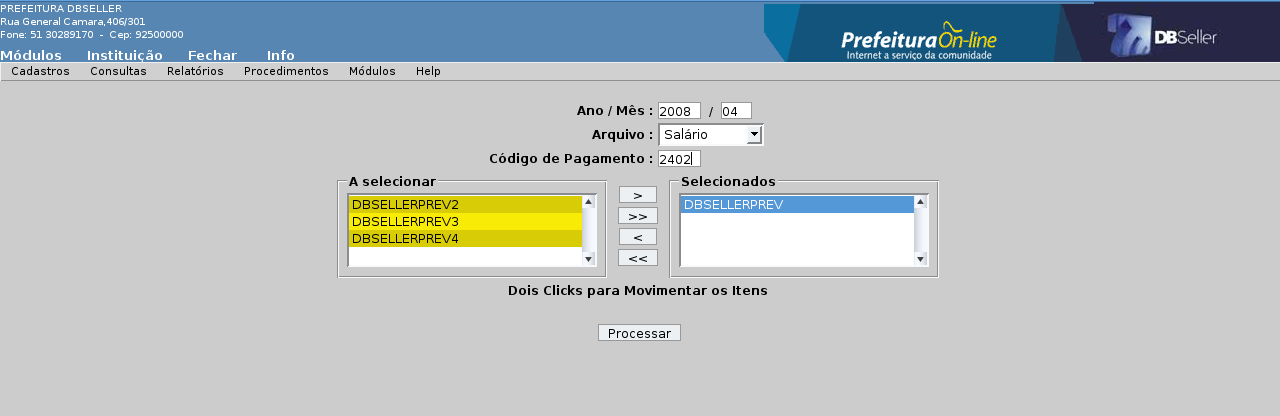 PREFEITURA DBSELLER
Rua General Camara,406/301
Fone: 51 30289170 - Cep: 92500000
Módulos Instituição Fechar Info
PrefeituraOn-line
Internet a serviço da comunidade
DBSeller
Cadastros Consultas Relatórios Procedimentos Módulos Help
Ano / Mês : 2008 / 04
Arquivo : Salário
Código de Pagamento : 2402
A selecionar
DBSELLERPREV2
DBSELLERPREV3
DBSELLERPREV4
>
>>
<
<<
Selecionados
DBSELLERPREV
Dois Clicks para Movimentar os Itens
Processar